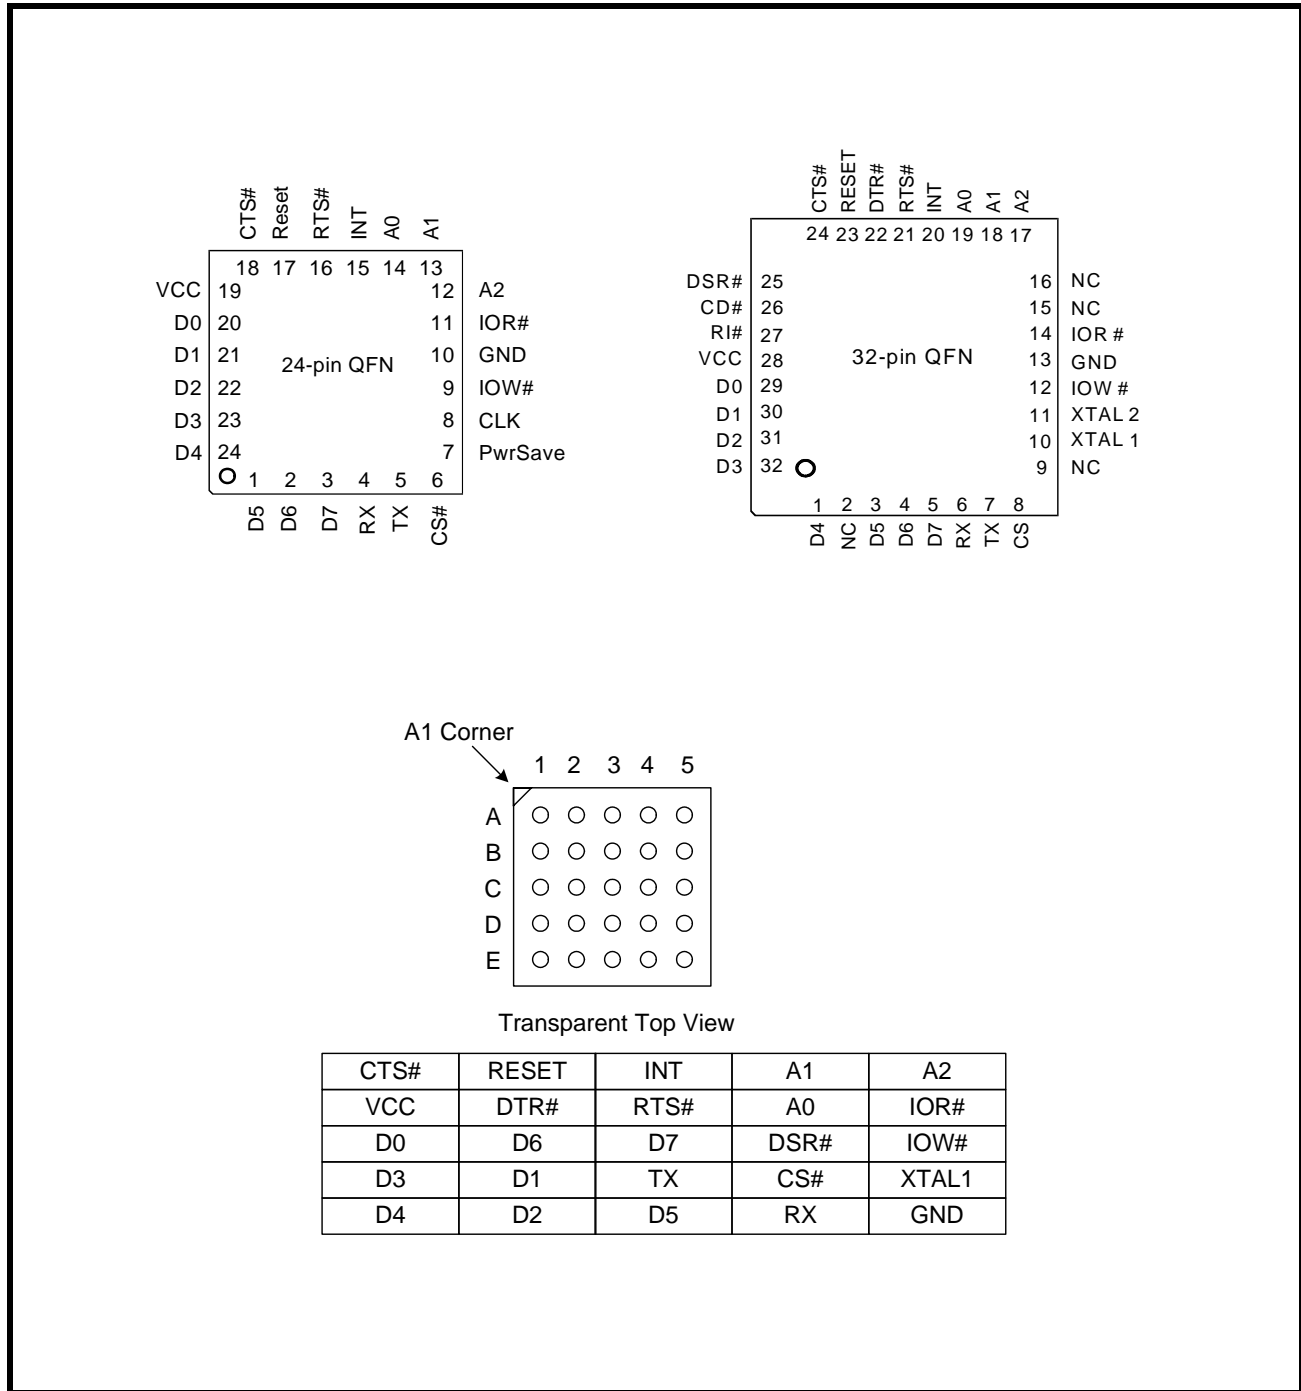 CTS# Reset RTS# INT A0 A1
18 17 16 15 14 13
VCC 19 12 A2
D0 20 11 IOR#
D1 21 10 GND
24-pin QFN
D2 22 9 IOW#
D3 23 8 CLK
D4 24 7 PwrSave
1 2 3 4 5 6
D5 D6 D7 RX TX CS#
CTS# RESET DTR# RTS# INT A0 A1 A2
24 23 22 21 20 19 18 17
DSR# 25 16 NC
CD# 26 15 NC
RI# 27 14 IOR #
VCC 28 32-pin QFN 13 GND
D0 29 12 IOW #
D1 30 11 XTAL 2
D2 31 10 XTAL 1
D3 32 9 NC
1 2 3 4 5 6 7 8
D4 NC D5 D6 D7 RX TX CS
A1 Corner
1 2 3 4 5
A
B
C
D
E
Transparent Top View
CTS# RESET INT A1 A2
VCC DTR# RTS# A0 IOR#
D0 D6 D7 DSR# IOW#
D3 D1 TX CS# XTAL1
D4 D2 D5 RX GND